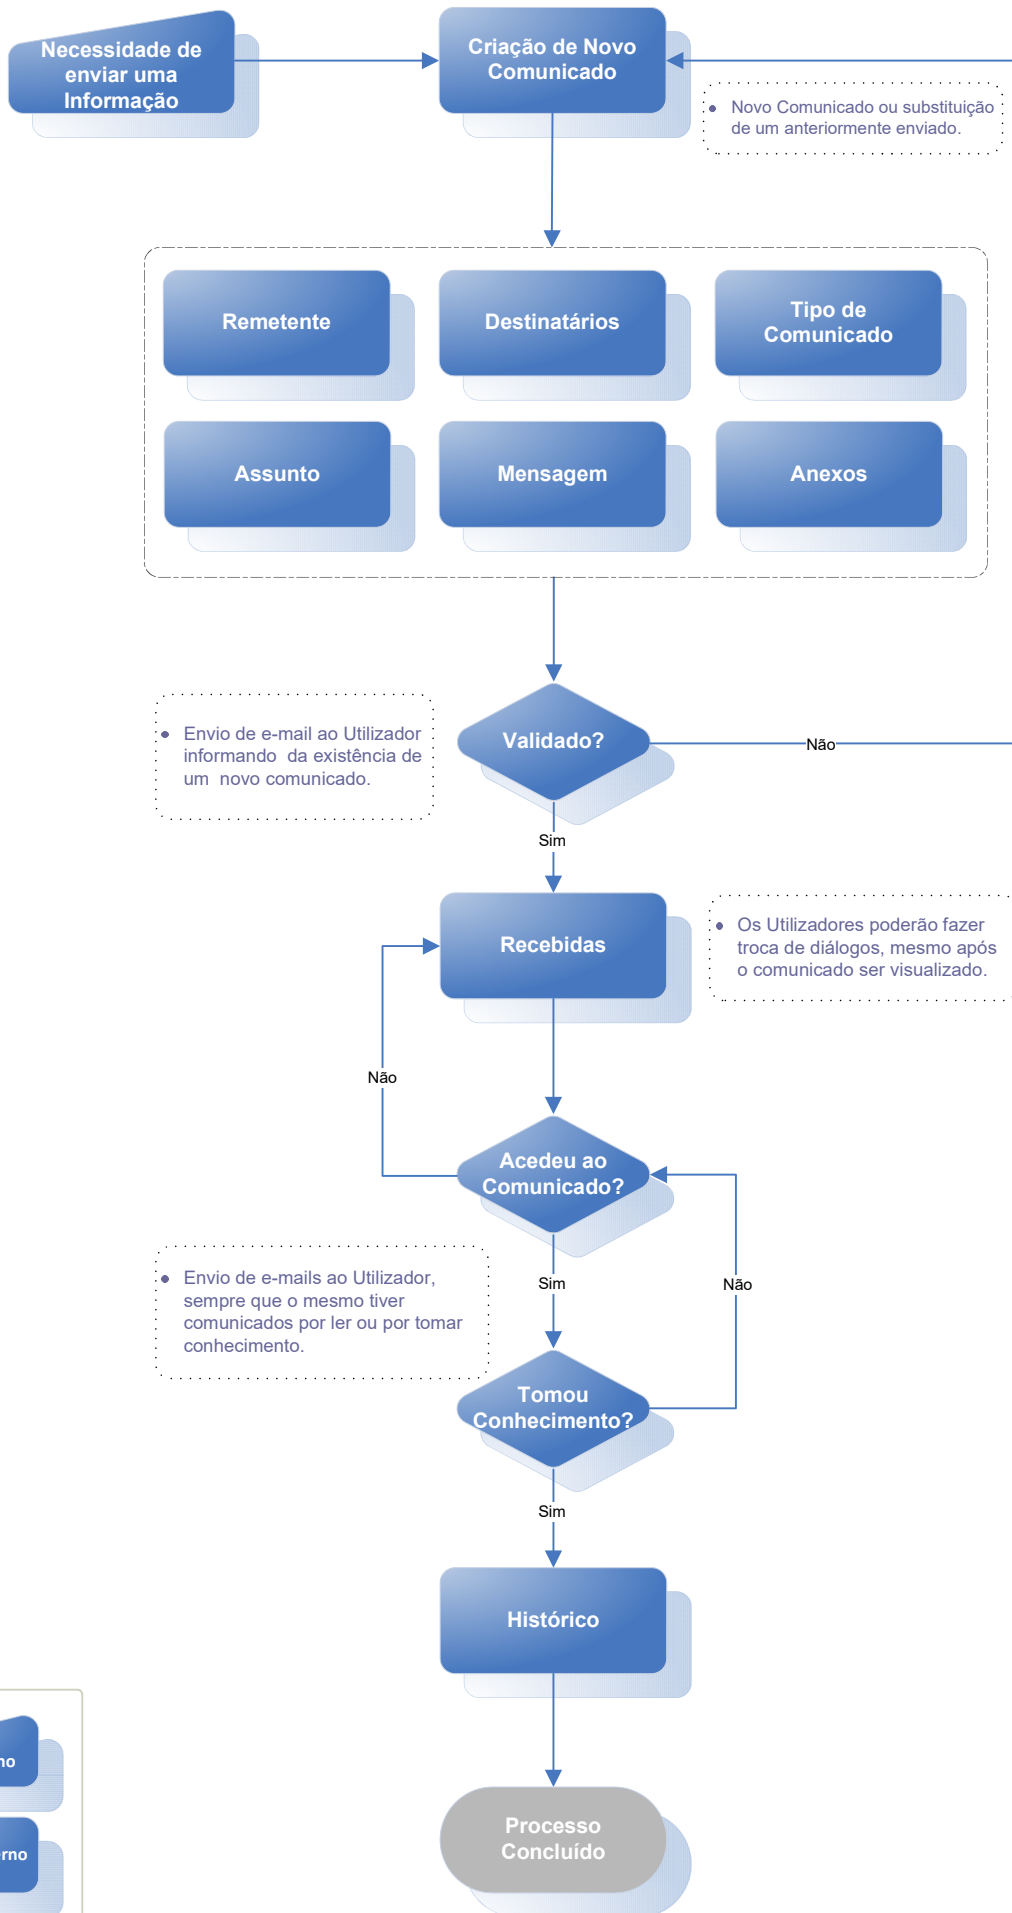 Necessidade de
enviar uma
Informação
Criação de Novo
Comunicado
• Novo Comunicado ou substituição
de um anteriormente enviado.
Remetente
Destinatários
Tipo de
Comunicado
Assunto
Mensagem
Anexos
• Envio de e-mail ao Utilizador
informando da existência de
um novo comunicado.
Validado?
Não
Sim
Recebidas
• Os Utilizadores poderão fazer
troca de diálogos, mesmo após
o comunicado ser visualizado.
Não
Acedeu ao
Comunicado?
• Envio de e-mails ao Utilizador,
sempre que o mesmo tiver
comunicados por ler ou por tomar
conhecimento.
Sim
Não
Tomou
Conhecimento?
Sim
Histórico
Processo
Concluído